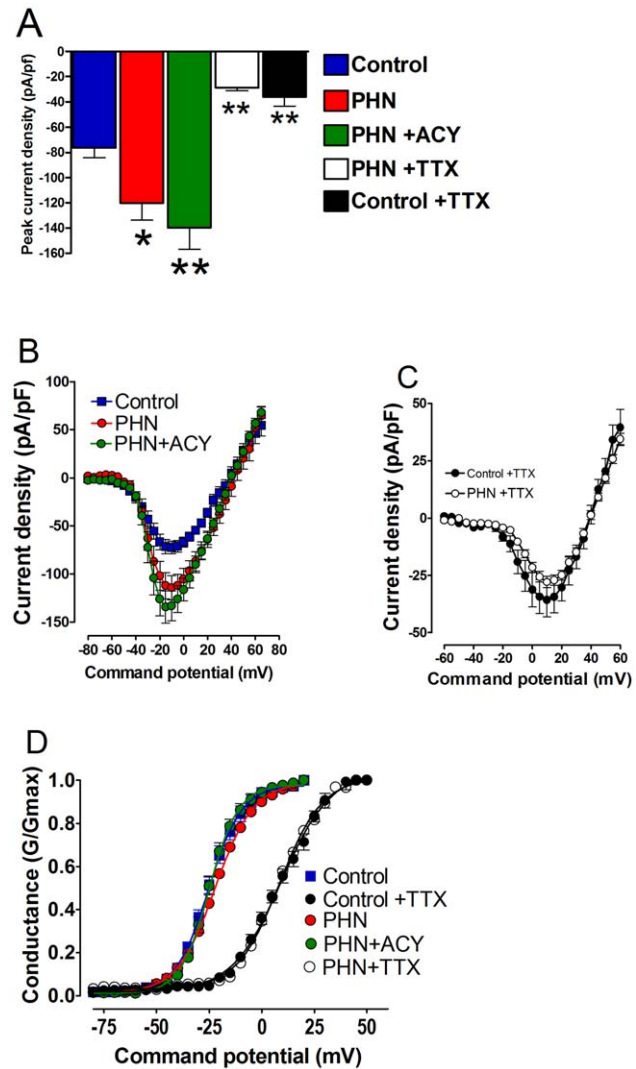 A
Peak current density (pA/pf)
0
-20
-40
-60
-80
-100
-120
-140
-160
*
**
**
**
Control
PHN
PHN +ACY
PHN +TTX
Control +TTX
B
Current density (pA/pF)
100
50
0
-50
-100
-150
Control
PHN
PHN+ACY
-80 -60 -40 -20 0 20 40 60 80
Command potential (mV)
C
Current density (pA/pF)
50
25
0
-25
-50
Control +TTX
PHN +TTX
-60 -40 -20 0 20 40 60
Command potential (mV)
D
Conductance (G/Gmax)
1.0
0.8
0.6
0.4
0.2
0.0
Control
Control +TTX
PHN
PHN+ACY
PHN+TTX
-75 -50 -25 0 25 50
Command potential (mV)